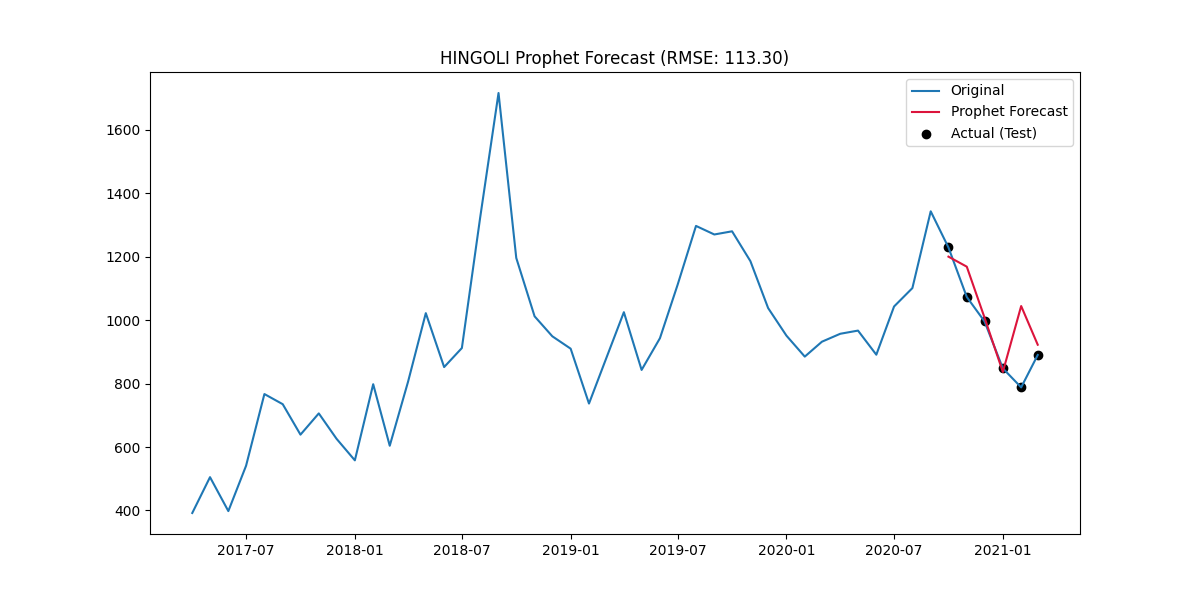 HINGOLI Prophet Forecast (RMSE: 113.30)
Original
Prophet Forecast
Actual (Test)
1600
1400
1200
1000
800
600
400
2017-07 2018-01 2018-07 2019-01 2019-07 2020-01 2020-07 2021-01